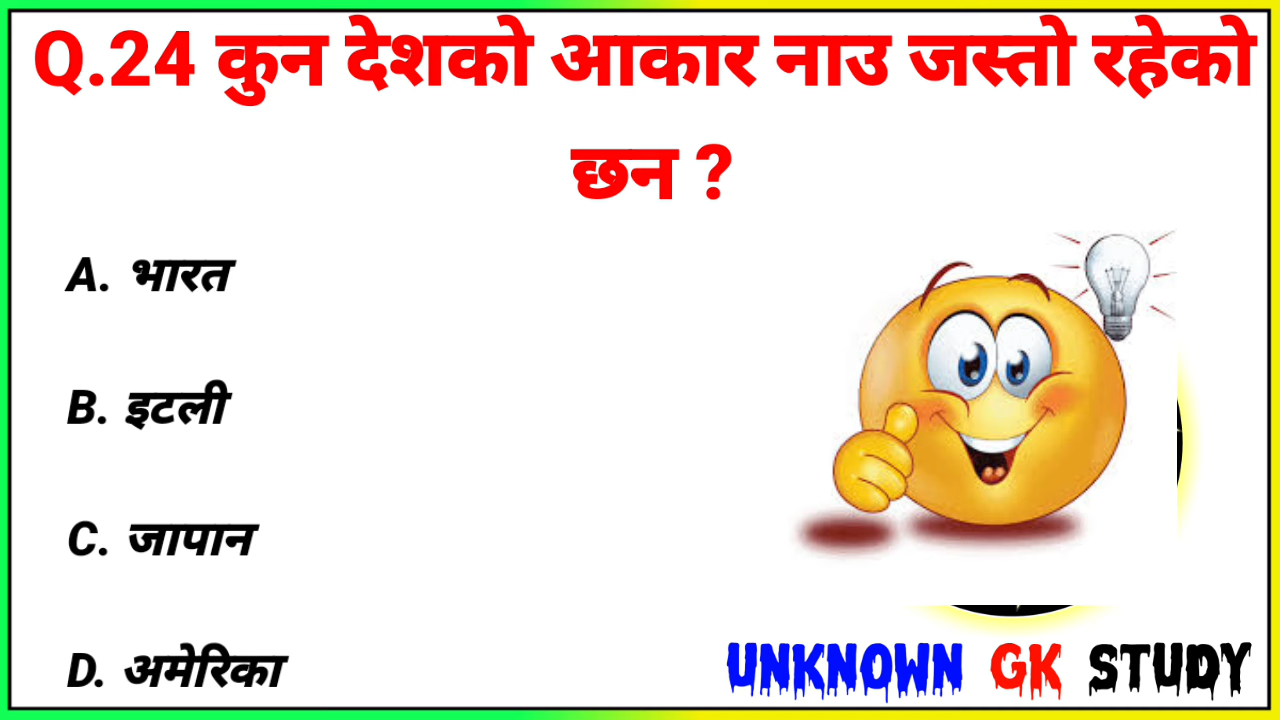 Q.24 कुन देशको आकार नाउ जस्तो रहेको
छन ?
A. भारत
B. इटली
C. जापान
D. अमेरिका
UNKNOWN GK STUDY